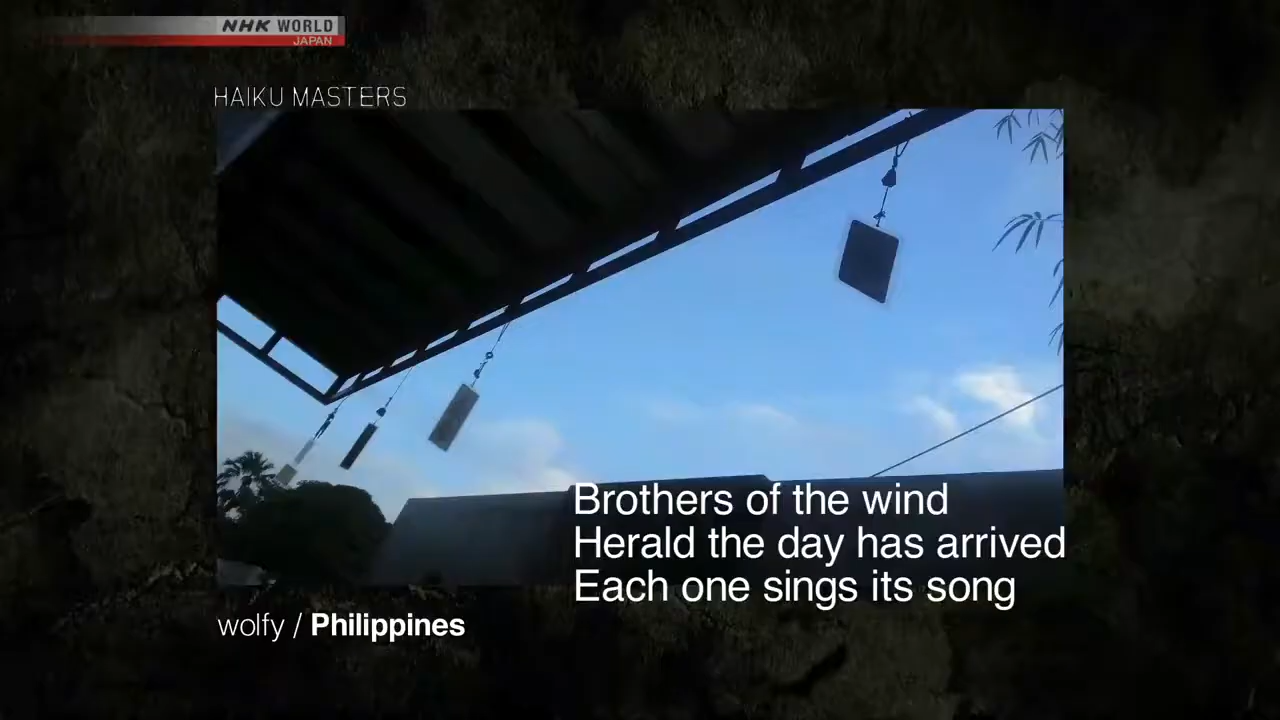 NHK WORLD
JAPAN
HAIKU MASTERS
Brothers of the wind
Herald the day has arrived
Each one sings its song
wolfy / Philippines